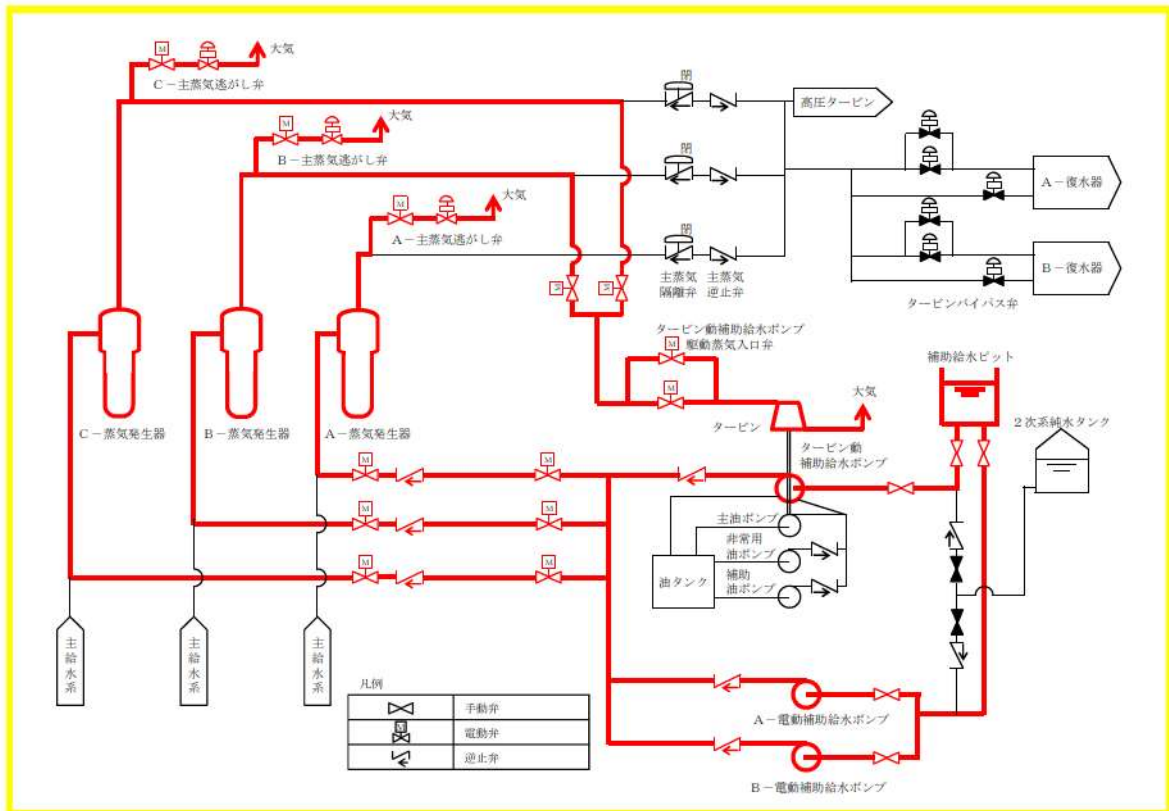 M
大気
C-主蒸気逃がし弁
閉
高圧タービン
M
大気
B-主蒸気逃がし弁
閉
A-復水器
M
大気
A-主蒸気逃がし弁
閉
主蒸気
隔離弁
主蒸気
逆止弁
B-復水器
タービンバイパス弁
M
M
タービン動補助給水ポンプ
駆動蒸気入口弁
M
M
補助給水ピット
大気
タービン
2次系純水タンク
C-蒸気発生器
B-蒸気発生器
A-蒸気発生器
タービン動
補助給水ポンプ
M
M
M
M
M
M
主油ポンプ
非常用
油ポンプ
補助
油ポンプ
油タンク
主給水系
主給水系
主給水系
凡例
手動弁
M
電動弁
逆止弁
A-電動補助給水ポンプ
B-電動補助給水ポンプ